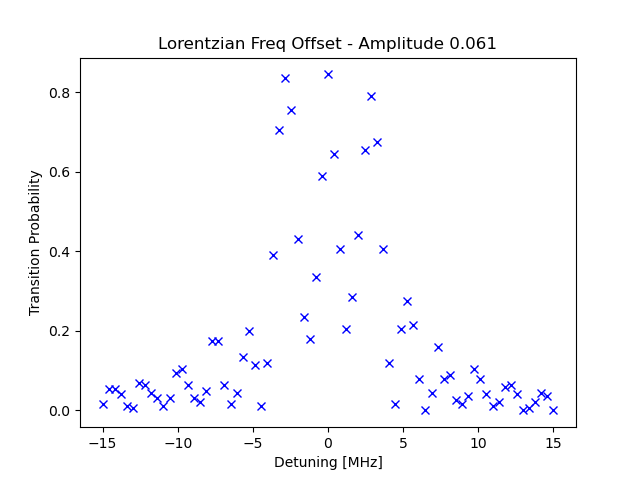 Lorentzian Freq Offset - Amplitude 0.061
Transition Probability
0.8
0.6
0.4
0.2
0.0
−15 −10 −5 0 5 10 15
Detuning [MHz]